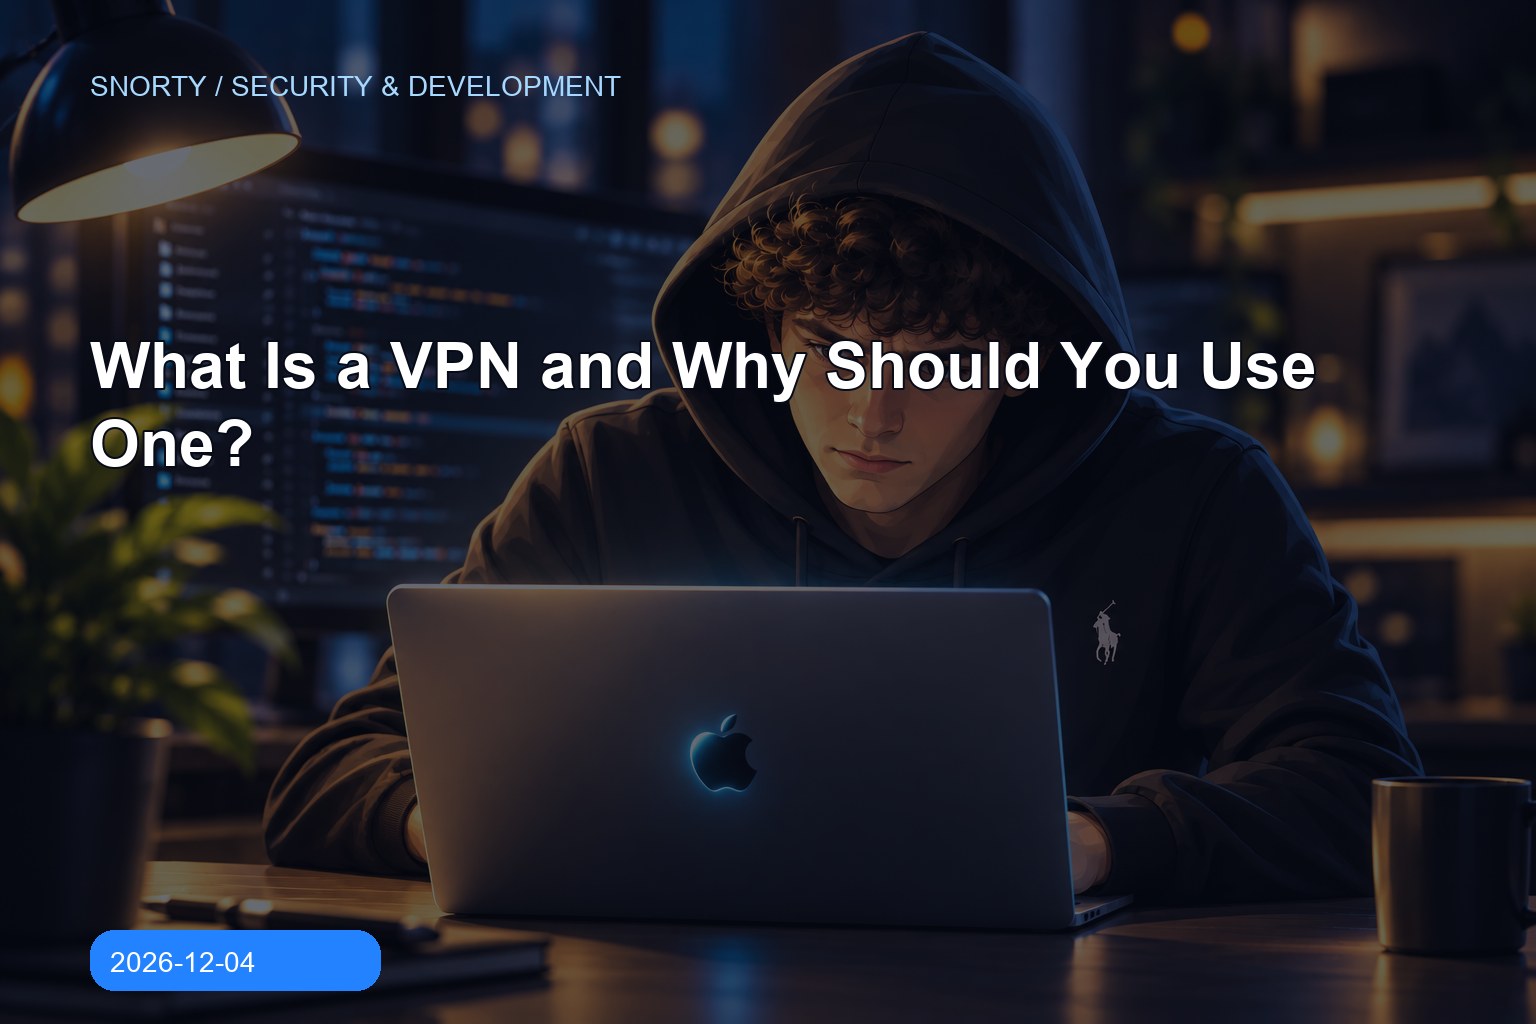 SNORTY / SECURITY & DEVELOPMENT
What Is a VPN and Why Should You Use
One?
2026-12-04